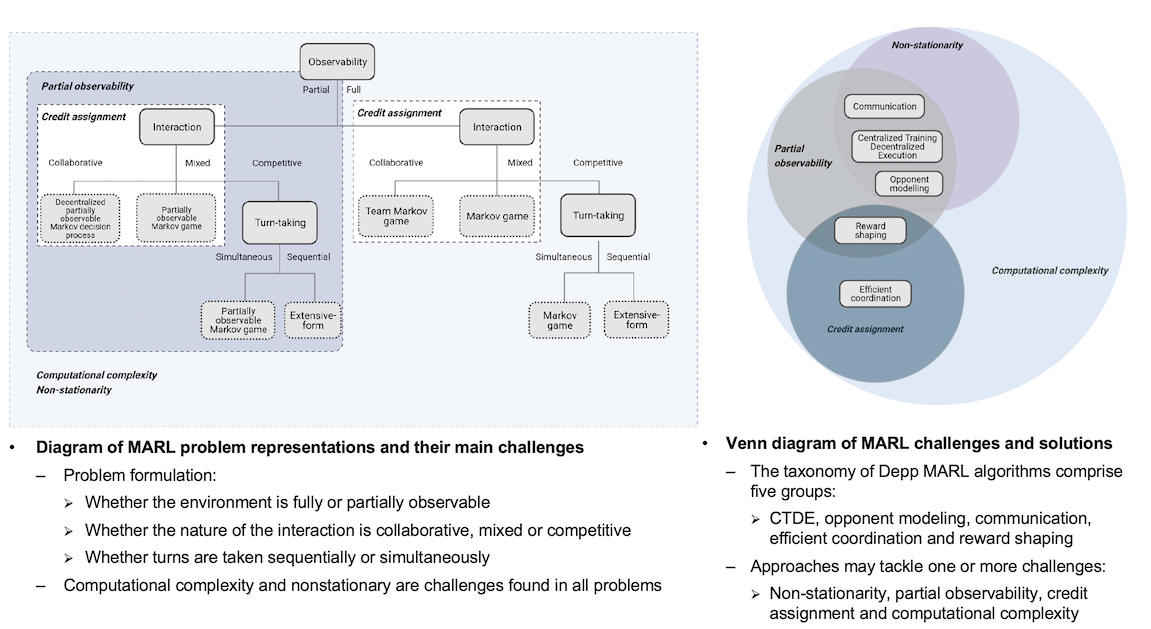 Observability
Partial
Full
Partial observability
Credit assignment
Interaction
Collaborative
Mixed
Competitive
Decentralized
partially
observable
Markov decision
process
Partially
observable
Markov game
Turn-taking
Simultaneous
Sequential
Partially
observable
Markov game
Extensive-
form
Credit assignment
Interaction
Collaborative
Mixed
Competitive
Team Markov
game
Markov game
Turn-taking
Simultaneous
Sequential
Markov
game
Extensive-
form
Computational complexity
Non-stationarity
• Diagram of MARL problem representations and their main challenges
– Problem formulation:
➢ Whether the environment is fully or partially observable
➢ Whether the nature of the interaction is collaborative, mixed or competitive
➢ Whether turns are taken sequentially or simultaneously
– Computational complexity and nonstationary are challenges found in all problems
Non-stationarity
Communication
Centralized Training
Decentralized
Execution
Partial
observability
Opponent
modelling
Reward
shaping
Computational complexity
Efficient
coordination
Credit assignment
• Venn diagram of MARL challenges and solutions
– The taxonomy of Depp MARL algorithms comprise
five groups:
➢ CTDE, opponent modeling, communication,
efficient coordination and reward shaping
– Approaches may tackle one or more challenges:
➢ Non-stationarity, partial observability, credit
assignment and computational complexity